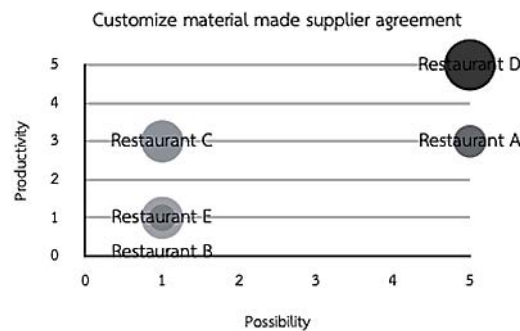 Customize material made supplier agreement
5
Restaurant D
4
3
Restaurant C
Restaurant A
Productivity
2
1
Restaurant E
0
Restaurant B
0 1 2 3 4 5
Possibility